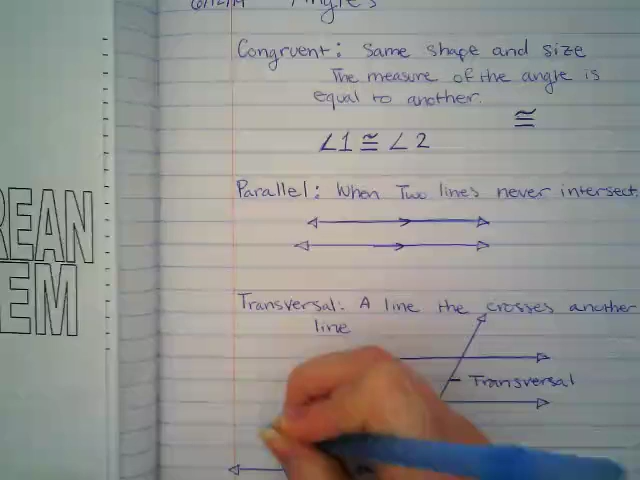 Angles
Congruent: Same shape and size
The measure of the angle is
equal to another.
≅
∠1 ≅ ∠2
Parallel: When Two lines never intersect.
Transversal: A line the crosses another
line
Transversal
REAN
EM